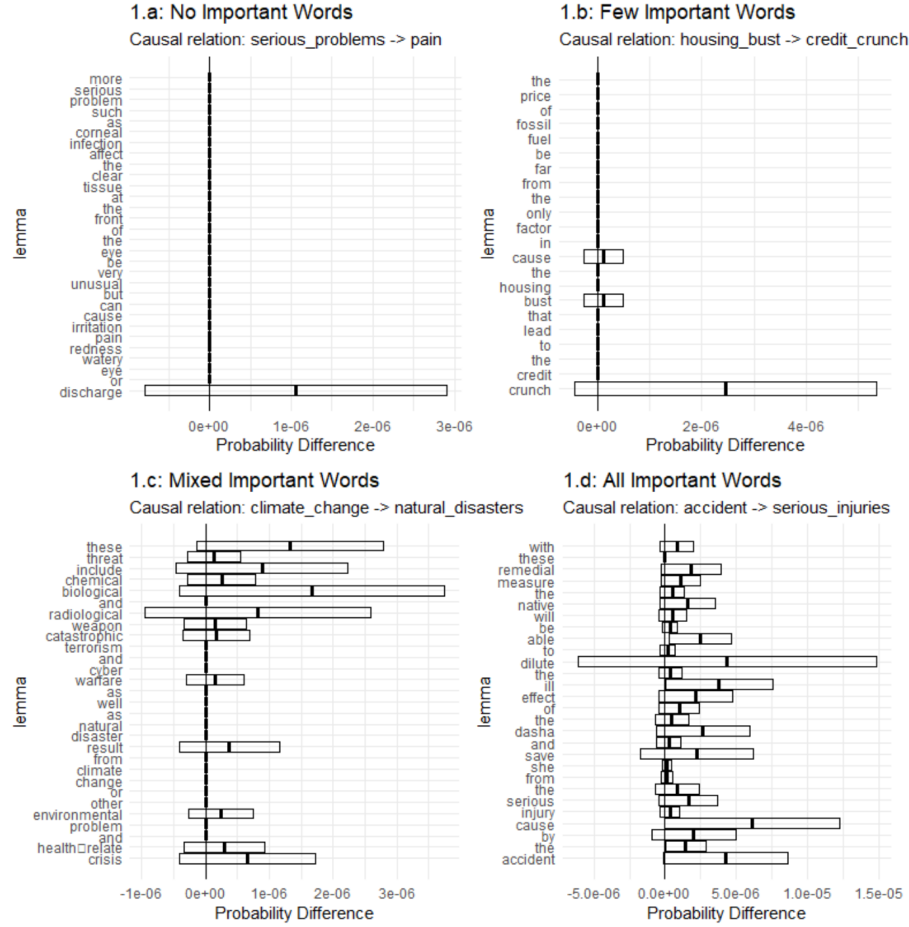 1.a: No Important Words
Causal relation: serious_problems -> pain
lemma
more
serious
problem
such
as
corneal
infection
affect
the
clear
tissue
at
the
front
of
the
eye
be
very
unusual
but
can
cause
irritation
pain
redness
watery
eye
or
discharge
0e+00 1e-06 2e-06 3e-06
Probability Difference
1.b: Few Important Words
Causal relation: housing_bust -> credit_crunch
lemma
the
price
of
fossil
fuel
be
far
from
the
only
factor
in
cause
the
housing
bust
that
lead
to
the
credit
crunch
0e+00 2e-06 4e-06
Probability Difference
1.c: Mixed Important Words
Causal relation: climate_change -> natural_disasters
lemma
these
threat
include
chemical
biological
and
radiological
weapon
catastrophic
terrorism
and
cyber
warfare
as
well
as
natural
disaster
result
from
climate
change
or
other
environmental
problem
and
health□relate
crisis
-1e-06 0e+00 1e-06 2e-06 3e-06
Probability Difference
1.d: All Important Words
Causal relation: accident -> serious_injuries
lemma
with
these
remedial
measure
the
native
will
be
able
to
dilute
the
ill
effect
of
the
dasha
and
save
she
from
the
serious
injury
cause
by
the
accident
-5.0e-06 0.0e+00 5.0e-06 1.0e-05 1.5e-05
Probability Difference